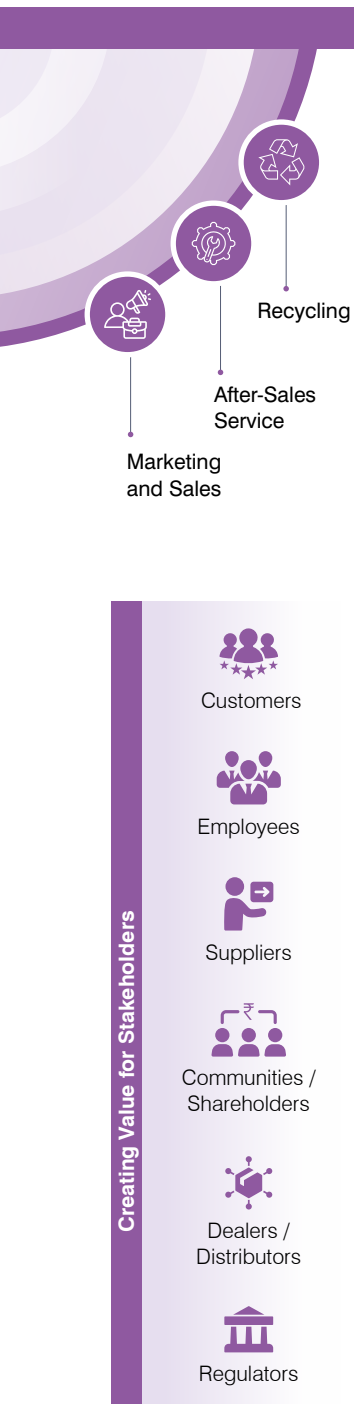 Recycling
After-Sales
Service
Marketing
and Sales
Creating Value for Stakeholders
Customers
Employees
Suppliers
₹
Communities /
Shareholders
Dealers /
Distributors
Regulators